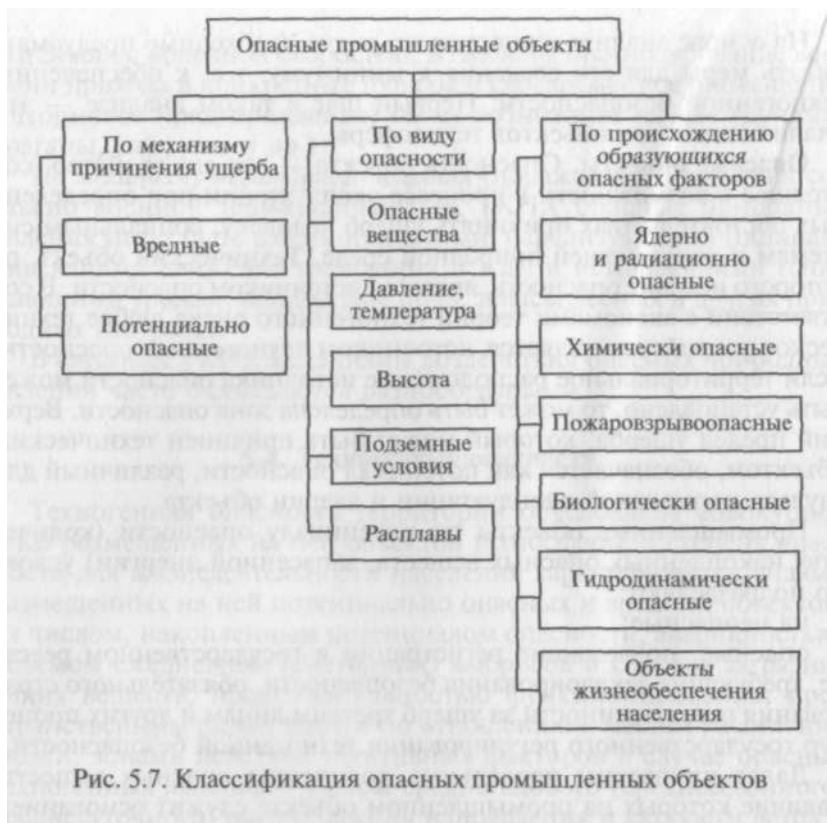 Опасные промышленные объекты
По механизму
причинения ущерба
Вредные
Потенциально
опасные
По виду
опасности
Опасные
вещества
Давление,
температура
Высота
Подземные
условия
Расплавы
По происхождению
образующихся
опасных факторов
Ядерно
и радиационно
опасные
Химически опасные
Пожаровзрывоопасные
Биологически опасные
Гидродинамически
опасные
Объекты
жизнеобеспечения
населения
Рис. 5.7. Классификация опасных промышленных объектов